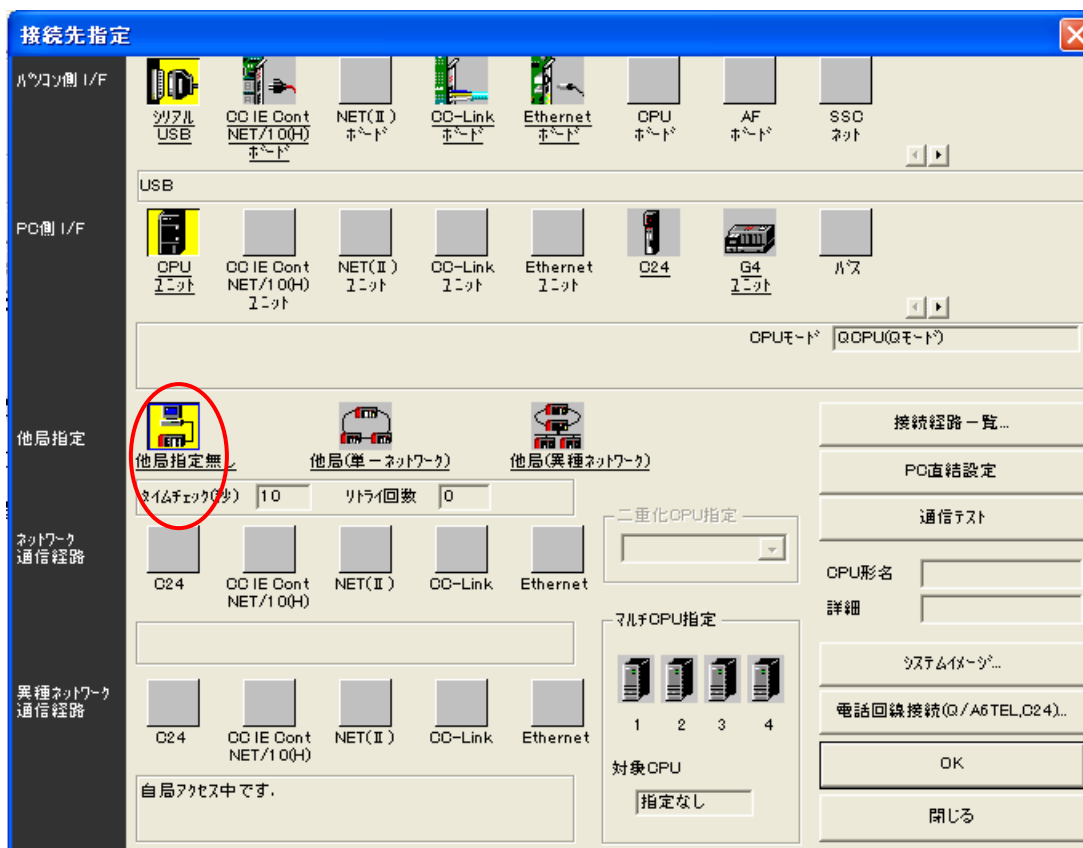 接続先指定
パソコン側 I/F
シリアル
USB
CC IE Cont
NET/10(H)
ボード
NET(Ⅱ)
ボード
CC-Link
ボード
Ethernet
ボード
CPU
ボード
AF
ボード
SSC
ネット
USB
PC側 I/F
CPU
ユニット
CC IE Cont
NET/10(H)
ユニット
NET(Ⅱ)
ユニット
CC-Link
ユニット
Ethernet
ユニット
C24
G4
ユニット
バス
CPUモード QCPU(Qモード)
他局指定
他局指定無し
他局(単一ネットワーク)
他局(異種ネットワーク)
タイムチェック(秒) 10 リトライ回数 0
ネットワーク
通信経路
C24
CC IE Cont
NET/10(H)
NET(Ⅱ)
CC-Link
Ethernet
異種ネットワーク
通信経路
C24
CC IE Cont
NET/10(H)
NET(Ⅱ)
CC-Link
Ethernet
自局アクセス中です.
二重化CPU指定
マルチCPU指定
1 2 3 4
対象CPU
指定なし
接続経路一覧...
PC直結設定
通信テスト
CPU形名
詳細
システムイメージ...
電話回線接続(Q/A6TEL,C24)...
OK
閉じる